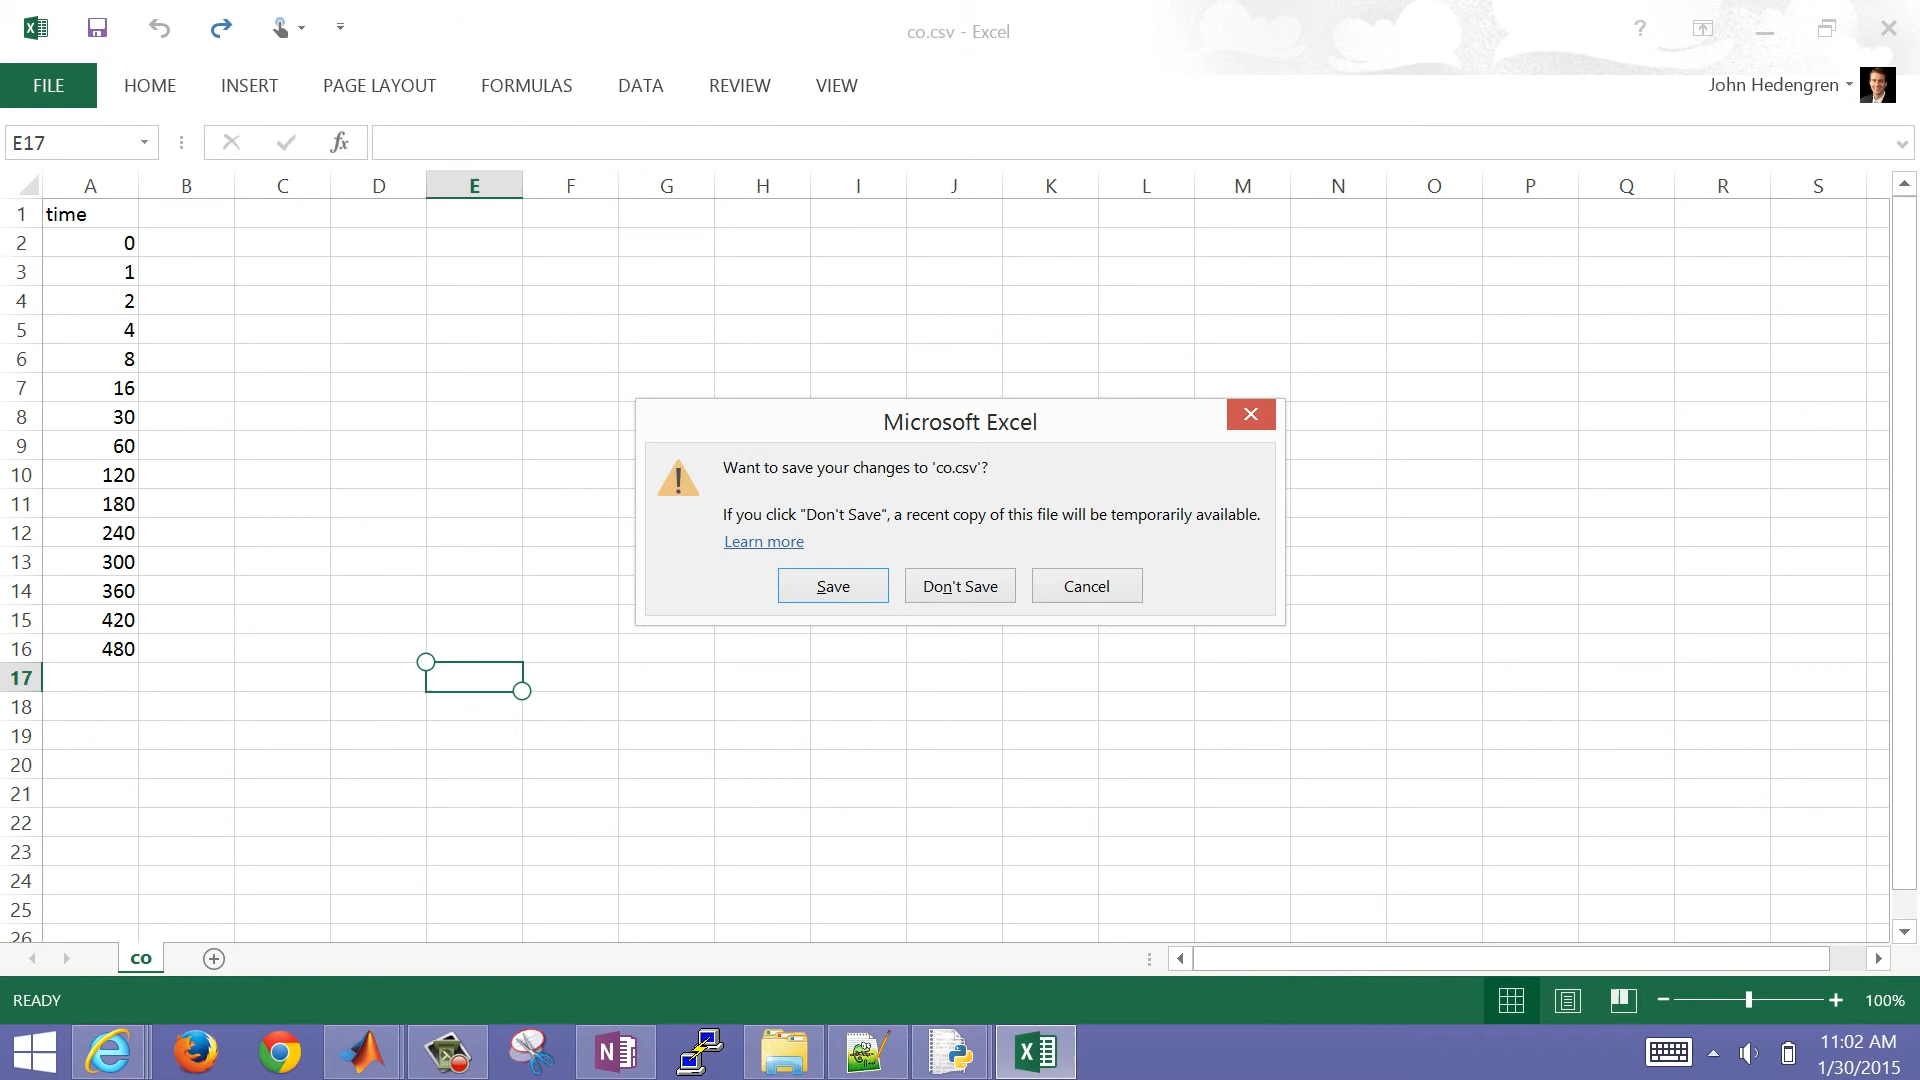 co.csv - Excel
?
FILE HOME INSERT PAGE LAYOUT FORMULAS DATA REVIEW VIEW
John Hedengren
E17
fx
A B C D E F G H I J K L M N O P Q R S
1 time
2 0
3 1
4 2
5 4
6 8
7 16
8 30
9 60
10 120
11 180
12 240
13 300
14 360
15 420
16 480
17
18
19
20
21
22
23
24
25
26
Microsoft Excel
Want to save your changes to 'co.csv'?
If you click "Don't Save", a recent copy of this file will be temporarily available.
Learn more
Save Don't Save Cancel
co
READY
100%
11:02 AM
1/30/2015